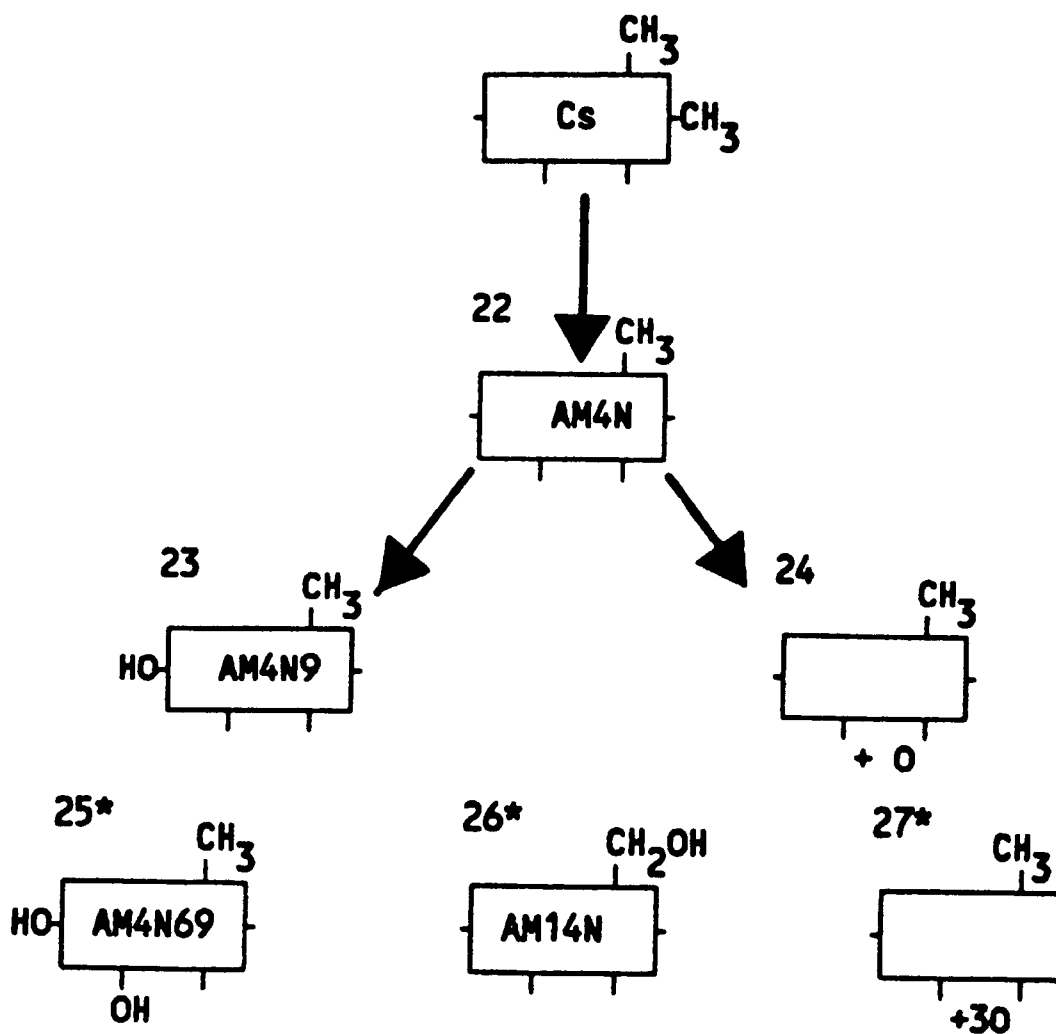 CH3
Cs
CH3
22
CH3
AM4N
23
CH3
HO
AM4N9
24
CH3
+ O
25*
CH3
HO
AM4N69
OH
26*
CH2OH
AM14N
27*
CH3
+30